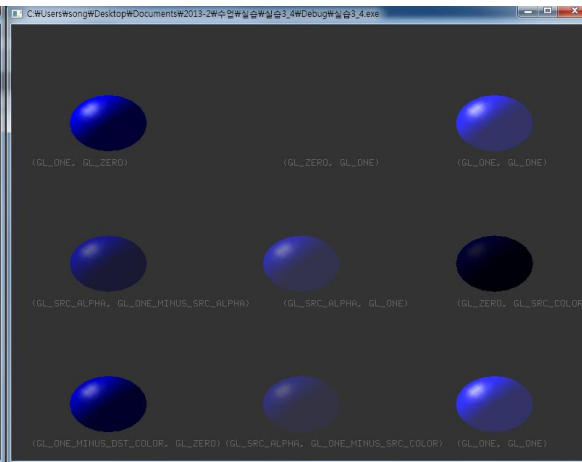 C:₩Users₩song₩Desktop₩Documents₩2013-2₩수업₩실습₩실습3_4₩Debug₩실습3_4.exe
(GL_ONE, GL_ZERO) (GL_ZERO, GL_ONE) (GL_ONE, GL_ONE)
(GL_SRC_ALPHA, GL_ONE_MINUS_SRC_ALPHA) (GL_SRC_ALPHA, GL_ONE) (GL_ZERO, GL_SRC_COLOR
(GL_ONE_MINUS_DST_COLOR, GL_ZERO) (GL_SRC_ALPHA, GL_ONE_MINUS_SRC_COLOR) (GL_ONE, GL_ONE)